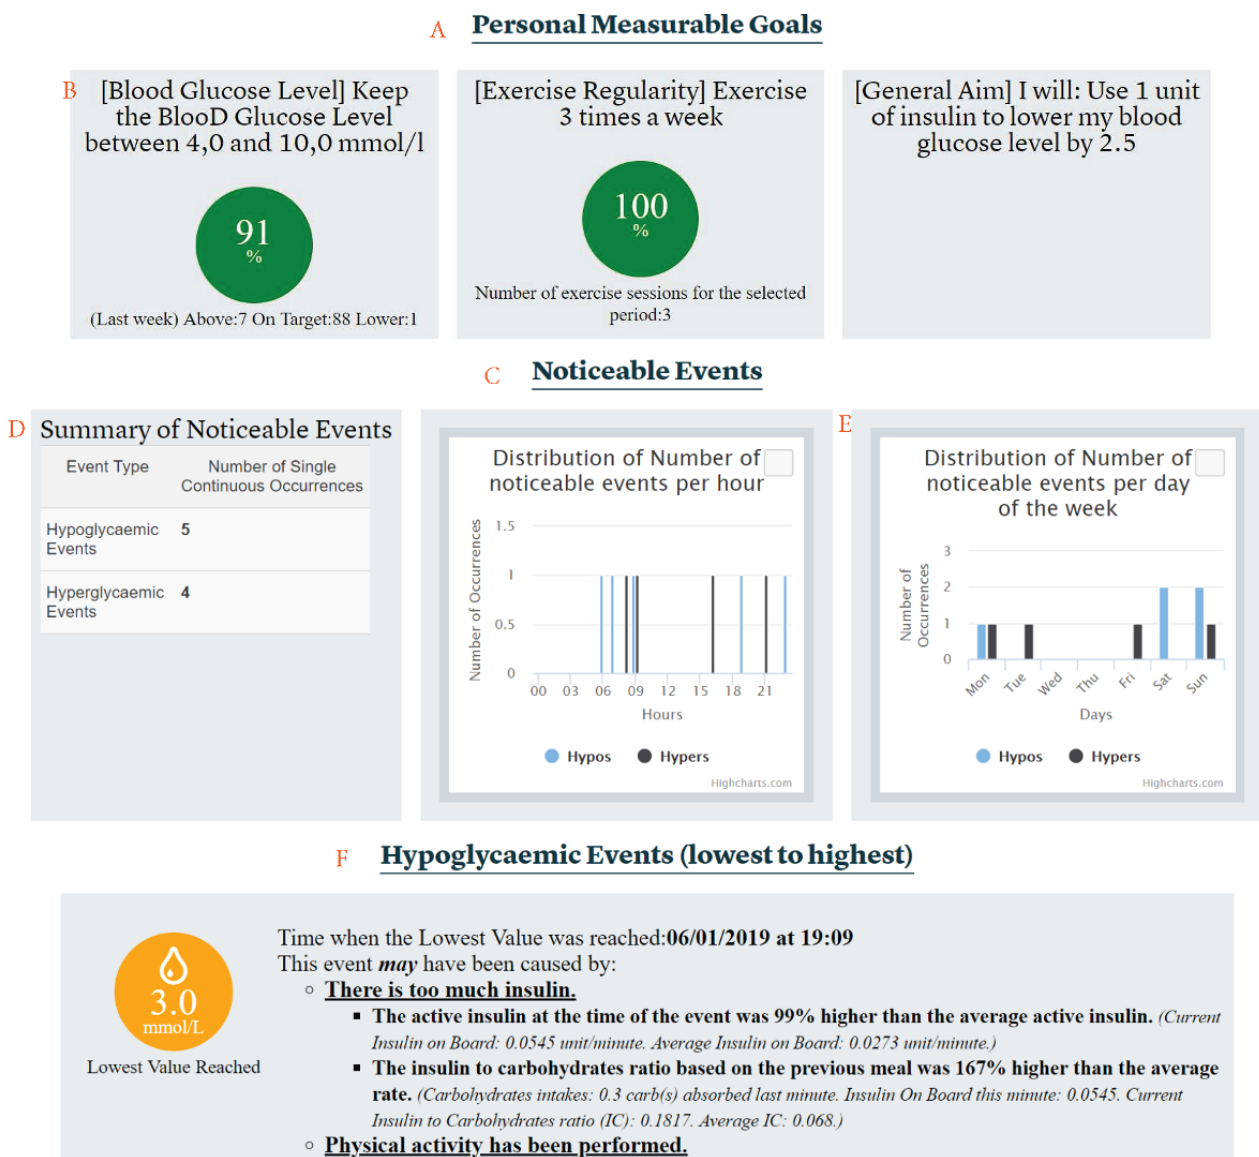 A Personal Measurable Goals
B [Blood Glucose Level] Keep
the BlooD Glucose Level
between 4,0 and 10,0 mmol/l
91
%
(Last week) Above:7 On Target:88 Lower:1
[Exercise Regularity] Exercise
3 times a week
100
%
Number of exercise sessions for the selected
period:3
[General Aim] I will: Use 1 unit
of insulin to lower my blood
glucose level by 2.5
C Noticeable Events
D Summary of Noticeable Events
Event Type Number of Single
Continuous Occurrences
Hypoglycaemic 5
Events
Hyperglycaemic 4
Events
Distribution of Number of
noticeable events per hour
Number of Occurrences
1.5
1
0.5
0
00 03 06 09 12 15 18 21
Hours
Hypos Hypers
Highcharts.com
E
Distribution of Number of
noticeable events per day
of the week
Number of
Occurrences
3
2
1
0
Mon Tue Wed Thu Fri Sat Sun
Days
Hypos Hypers
Highcharts.com
F Hypoglycaemic Events (lowest to highest)
3.0
mmol/L
Lowest Value Reached
Time when the Lowest Value was reached:06/01/2019 at 19:09
This event may have been caused by:
There is too much insulin.
The active insulin at the time of the event was 99% higher than the average active insulin. (Current
Insulin on Board: 0.0545 unit/minute. Average Insulin on Board: 0.0273 unit/minute.)
The insulin to carbohydrates ratio based on the previous meal was 167% higher than the average
rate. (Carbohydrates intakes: 0.3 carb(s) absorbed last minute. Insulin On Board this minute: 0.0545. Current
Insulin to Carbohydrates ratio (IC): 0.1817. Average IC: 0.068.)
Physical activity has been performed.